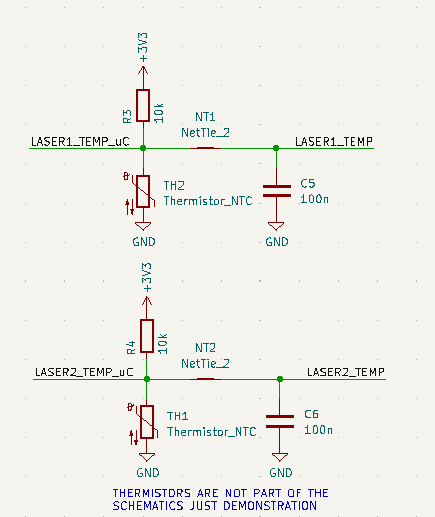 +3V3
R3
10k
NT1
NetTie_2
LASER1_TEMP_uC
LASER1_TEMP
θ
TH2
Thermistor_NTC
C5
100n
GND
GND
+3V3
R4
10k
NT2
NetTie_2
LASER2_TEMP_uC
LASER2_TEMP
θ
TH1
Thermistor_NTC
C6
100n
GND
GND
THERMISTORS ARE NOT PART OF THE
SCHEMATICS JUST DEMONSTRATION